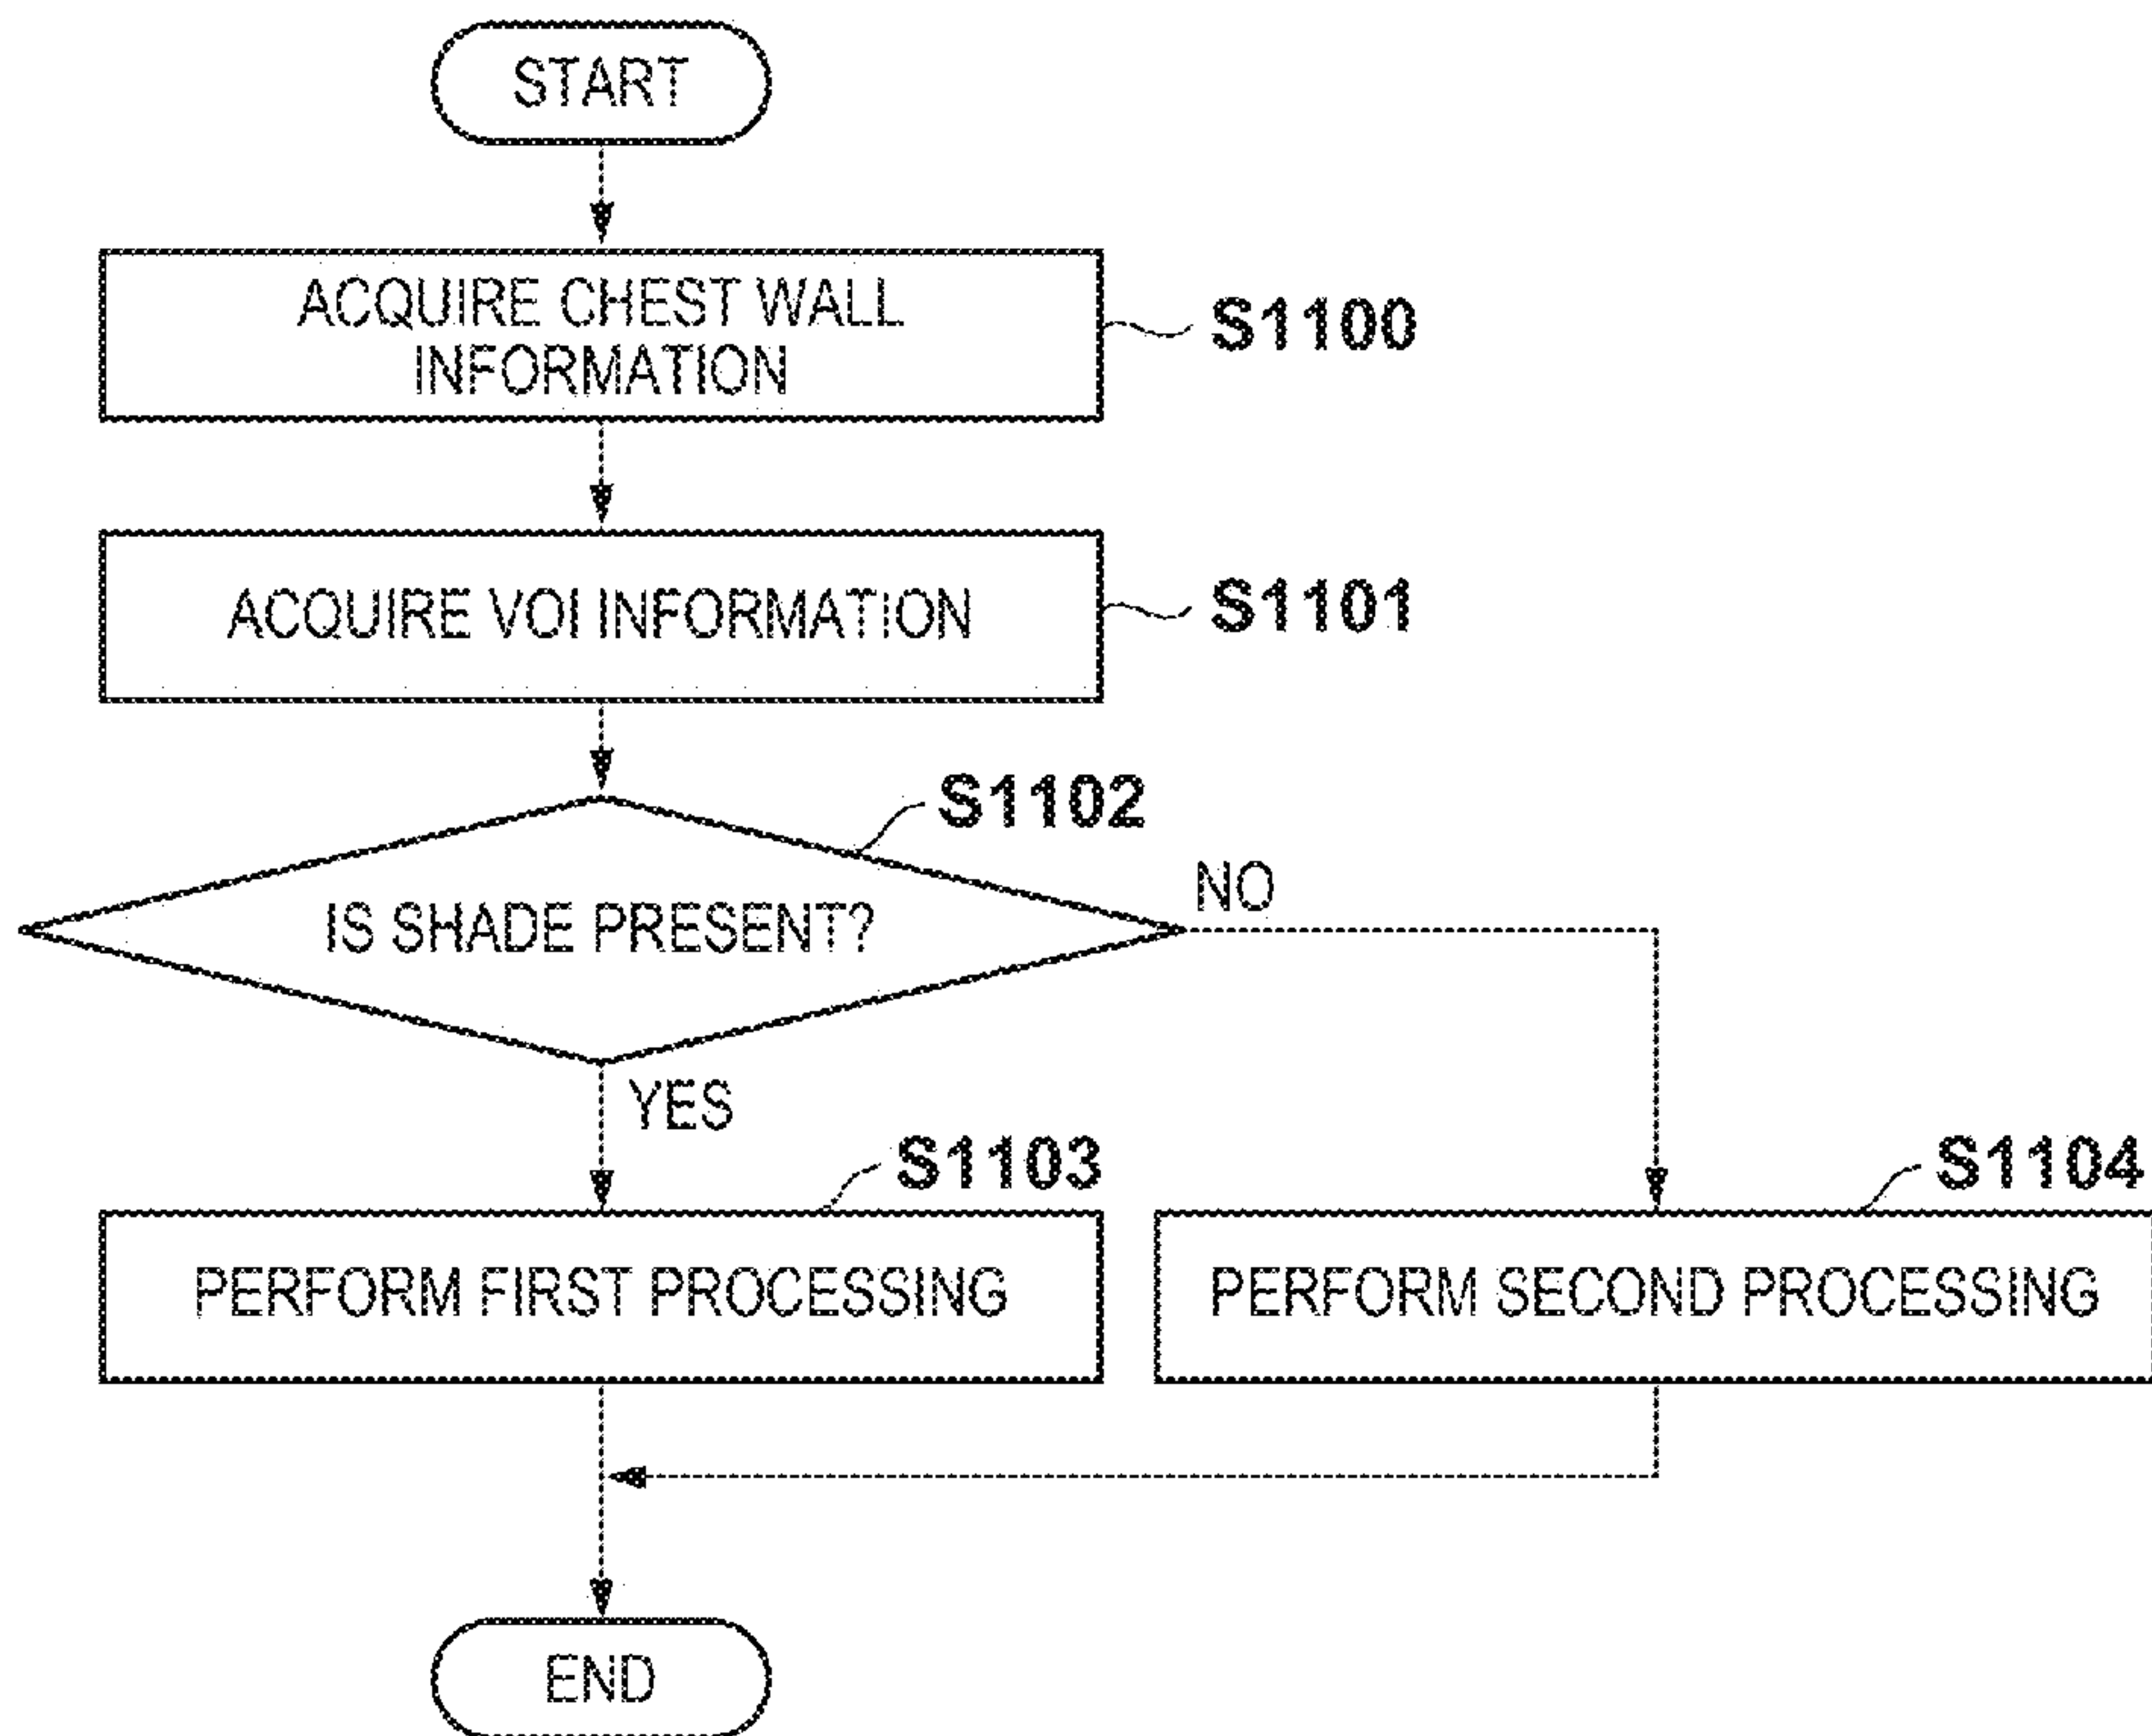 START
ACQUIRE CHEST WALL
INFORMATION
S1100
ACQUIRE VOI INFORMATION
S1101
S1102
IS SHADE PRESENT?
NO
YES
S1103
PERFORM FIRST PROCESSING
S1104
PERFORM SECOND PROCESSING
END